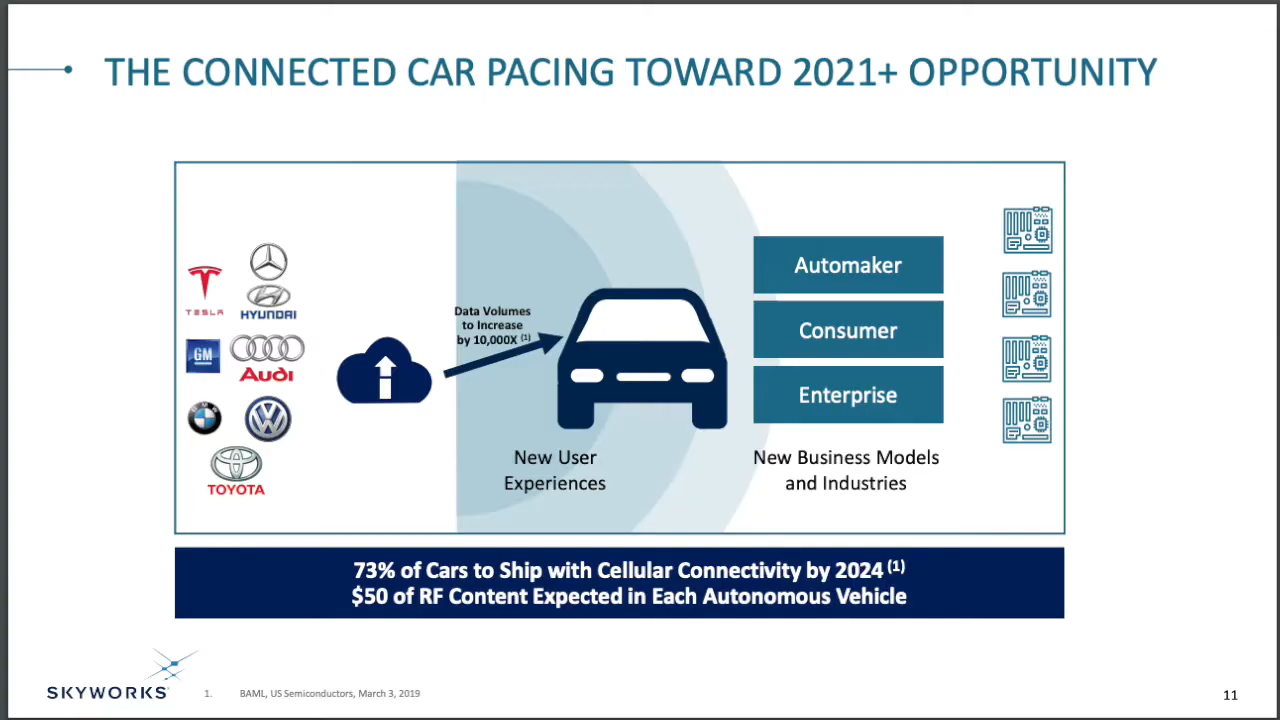 THE CONNECTED CAR PACING TOWARD 2021+ OPPORTUNITY
TESLA
HYUNDAI
GM
Audi
BMW
TOYOTA
Data Volumes
to Increase
by 10,000X (1)
New User
Experiences
Automaker
Consumer
Enterprise
New Business Models
and Industries
73% of Cars to Ship with Cellular Connectivity by 2024 (1)
$50 of RF Content Expected in Each Autonomous Vehicle
SKYWORKS
1. BAML, US Semiconductors, March 3, 2019
11